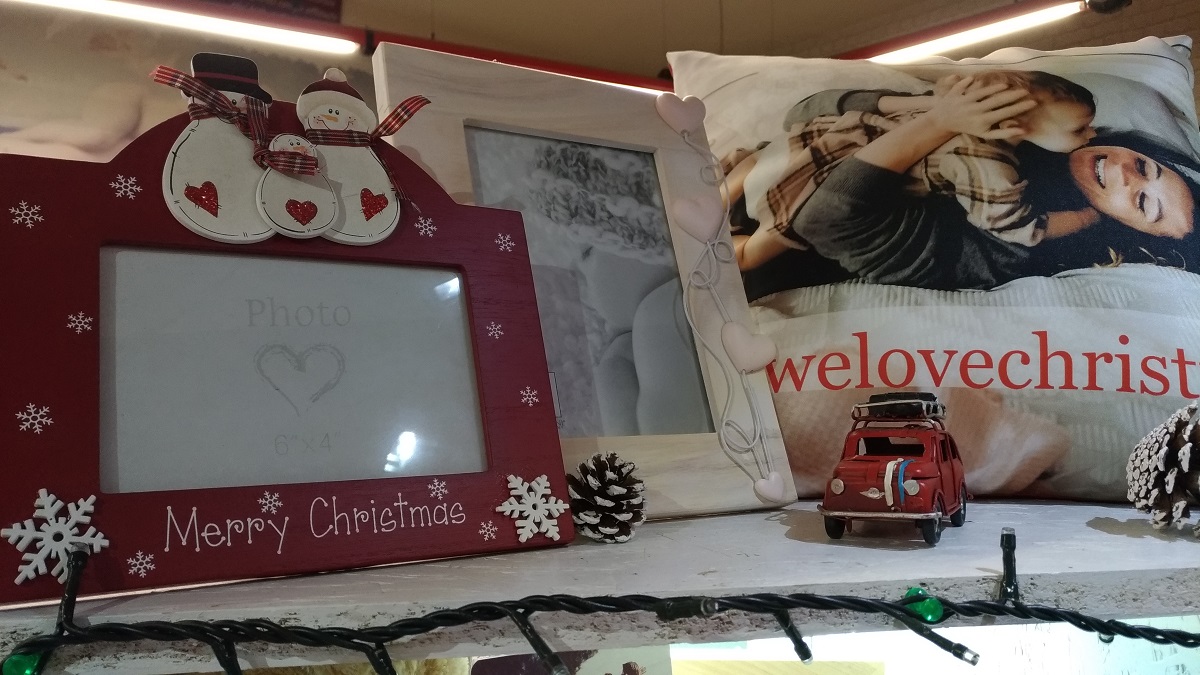 Photo
6"x4"
Merry Christmas
welovechrist